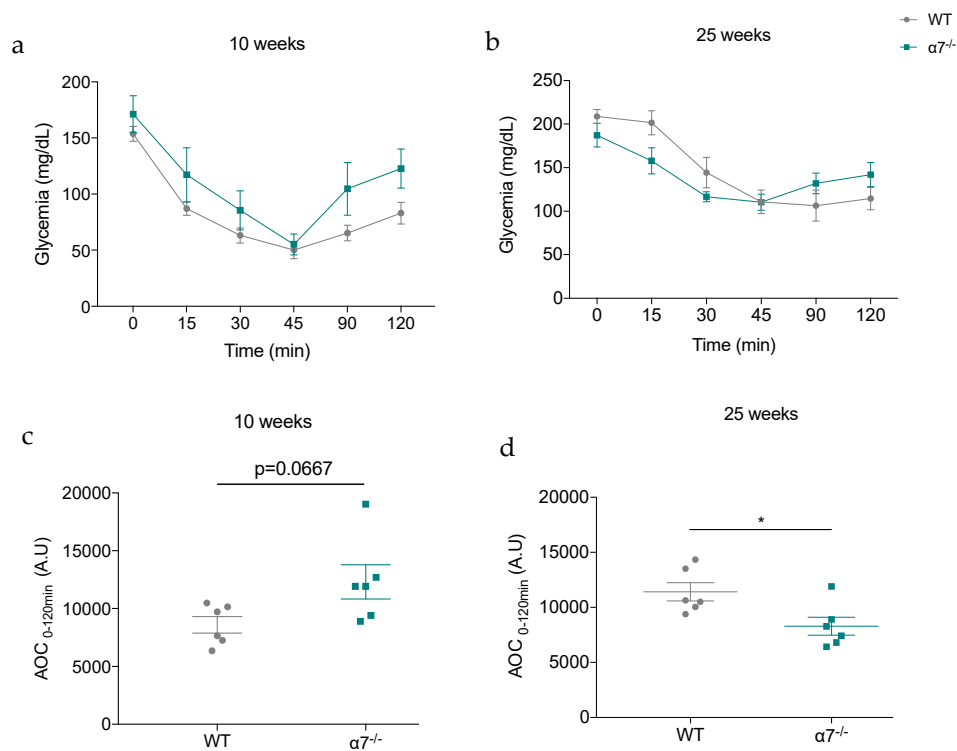 WT
α7-/-
a
10 weeks
b
25 weeks
200
150
100
50
0
Glycemia (mg/dL)
0 15 30 45 90 120
Time (min)
250
200
150
100
50
0
Glycemia (mg/dL)
0 15 30 45 90 120
Time (min)
c
10 weeks
p=0.0667
20000
15000
10000
5000
0
AOC 0-120min (A.U)
WT α7-/-
d
25 weeks
*
20000
15000
10000
5000
0
AOC 0-120min (A.U)
WT α7-/-